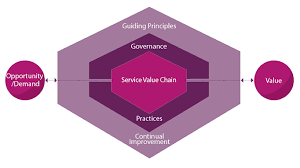 Guiding Principles
Governance
Opportunity
/Demand
Service Value Chain
Value
Practices
Continual
Improvement